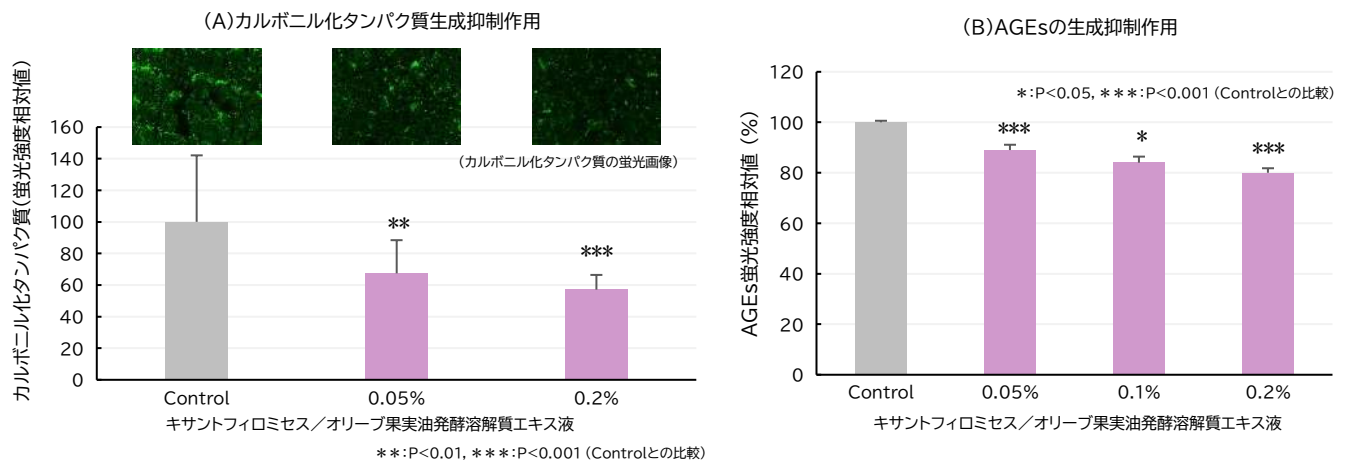 (A)カルボニル化タンパク質生成抑制作用
カルボニル化タンパク質(蛍光強度相対値)
160
140
120
100
80
60
40
20
0
(カルボニル化タンパク質の蛍光画像)
**
***
Control
0.05%
0.2%
キサントフィロミセス/オリーブ果実油発酵溶解質エキス液
**:P<0.01, ***:P<0.001 (Controlとの比較)
(B)AGEsの生成抑制作用
AGEs蛍光強度相対値 (%)
120
100
80
60
40
20
0
*:P<0.05, ***:P<0.001 (Controlとの比較)
***
*
***
Control
0.05%
0.1%
0.2%
キサントフィロミセス/オリーブ果実油発酵溶解質エキス液